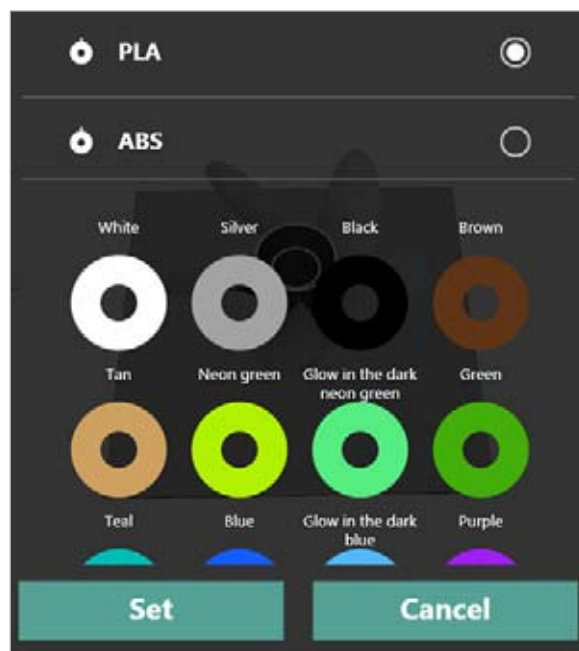 PLA
ABS
White Silver Black Brown
Tan Neon green Glow in the dark
neon green Green
Teal Blue Glow in the dark
blue Purple
Set Cancel